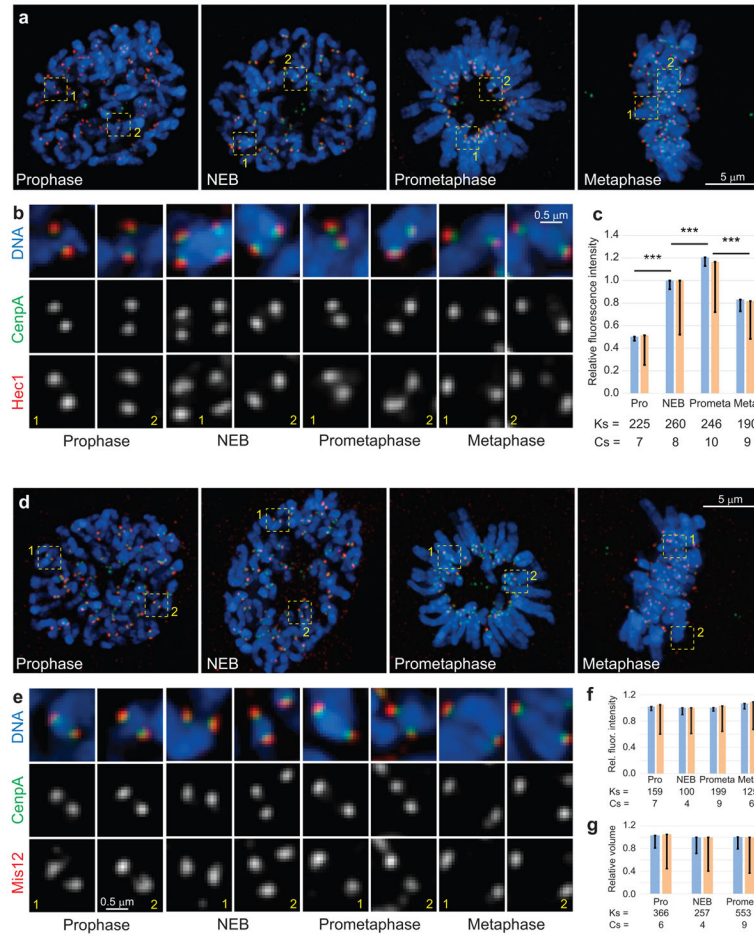 a
1
2
Prophase
2
1
NEB
2
1
Prometaphase
2
1
5 µm
Metaphase
b
DNA
0.5 µm
CenpA
Hec1
1
2
1
2
1
2
1
2
Prophase
NEB
Prometaphase
Metaphase
c
Relative fluorescence intensity
1.4
1.2
1.0
0.8
0.6
0.4
0.2
0
***
***
***
Pro
NEB
Prometa
Meta
Ks = 225 260 246 190
Cs = 7 8 10 9
d
1
2
Prophase
1
2
NEB
1
2
Prometaphase
5 µm
1
2
Metaphase
e
DNA
CenpA
Mis12
1
0.5 µm
2
1
2
1
2
1
2
Prophase
NEB
Prometaphase
Metaphase
f
Rel. fluor. intensity
1.2
0.8
0.4
0
Pro
NEB
Prometa
Ks = 159 100 199
Cs = 7 4 9 6
g
Relative volume
1.2
0.8
0.4
0
Pro
NEB
Ks =
366 257 553
Cs =
6 4 9